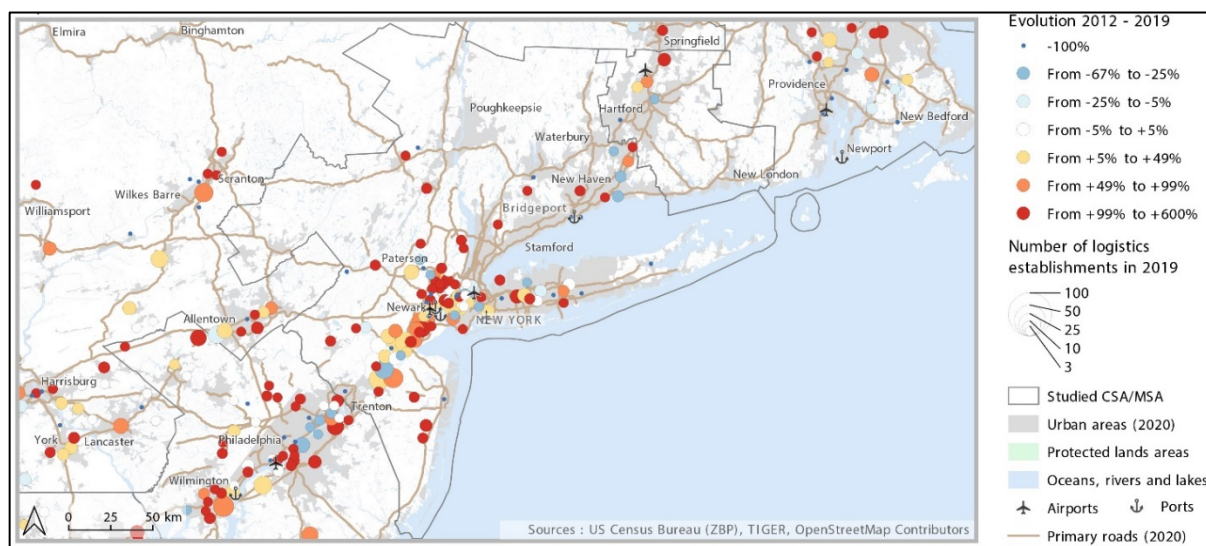 Elmira
Binghamton
Springfield
Poughkeepsie
Hartford
Providence
Waterbury
New Bedford
Newport
Scranton
Wilkes Barre
New Haven
New London
Williamsport
Bridgeport
Stamford
Paterson
Newark
NEW YORK
Allentown
Harrisburg
Trenton
York
Lancaster
Philadelphia
Wilmington
0 25 50 km
Sources : US Census Bureau (ZBP), TIGER, OpenStreetMap Contributors
Evolution 2012 - 2019
-100%
From -67% to -25%
From -25% to -5%
From -5% to +5%
From +5% to +49%
From +49% to +99%
From +99% to +600%
Number of logistics
establishments in 2019
100
50
25
10
3
Studied CSA/MSA
Urban areas (2020)
Protected lands areas
Oceans, rivers and lakes
Airports
Ports
Primary roads (2020)